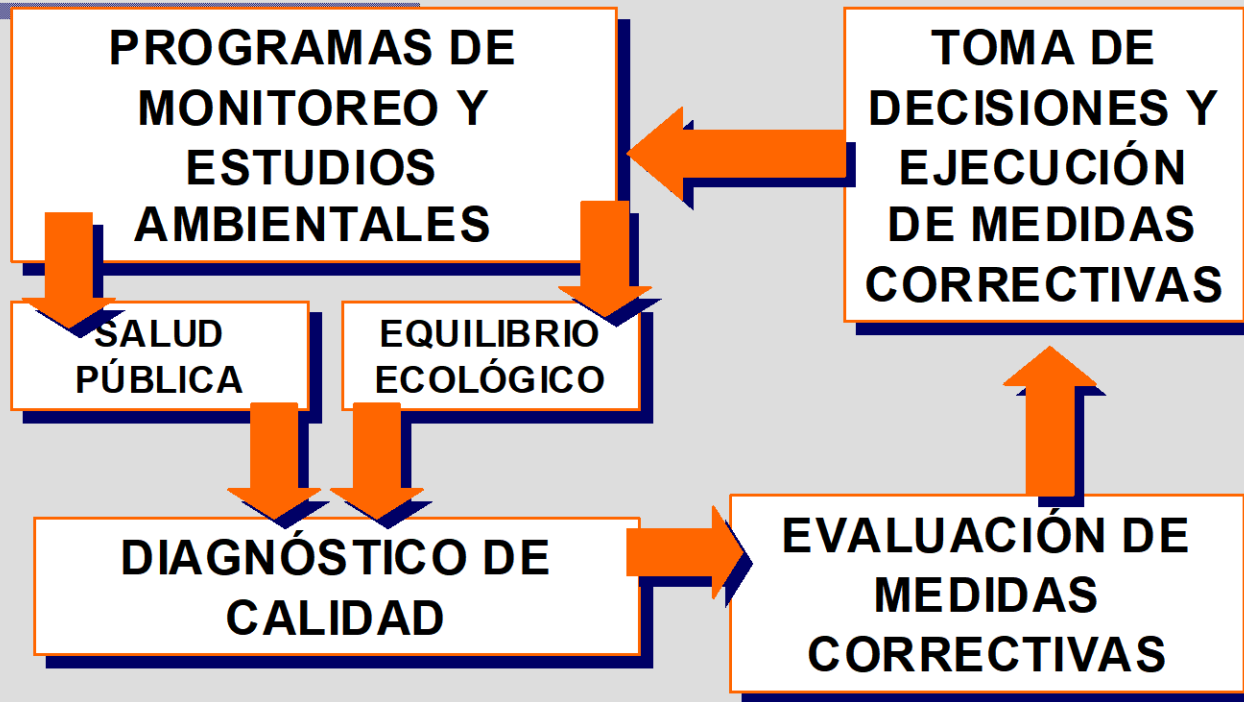 PROGRAMAS DE
MONITOREO Y
ESTUDIOS
AMBIENTALES
SALUD
PÚBLICA
EQUILIBRIO
ECOLÓGICO
DIAGNÓSTICO DE
CALIDAD
EVALUACIÓN DE
MEDIDAS
CORRECTIVAS
TOMA DE
DECISIONES Y
EJECUCIÓN
DE MEDIDAS
CORRECTIVAS